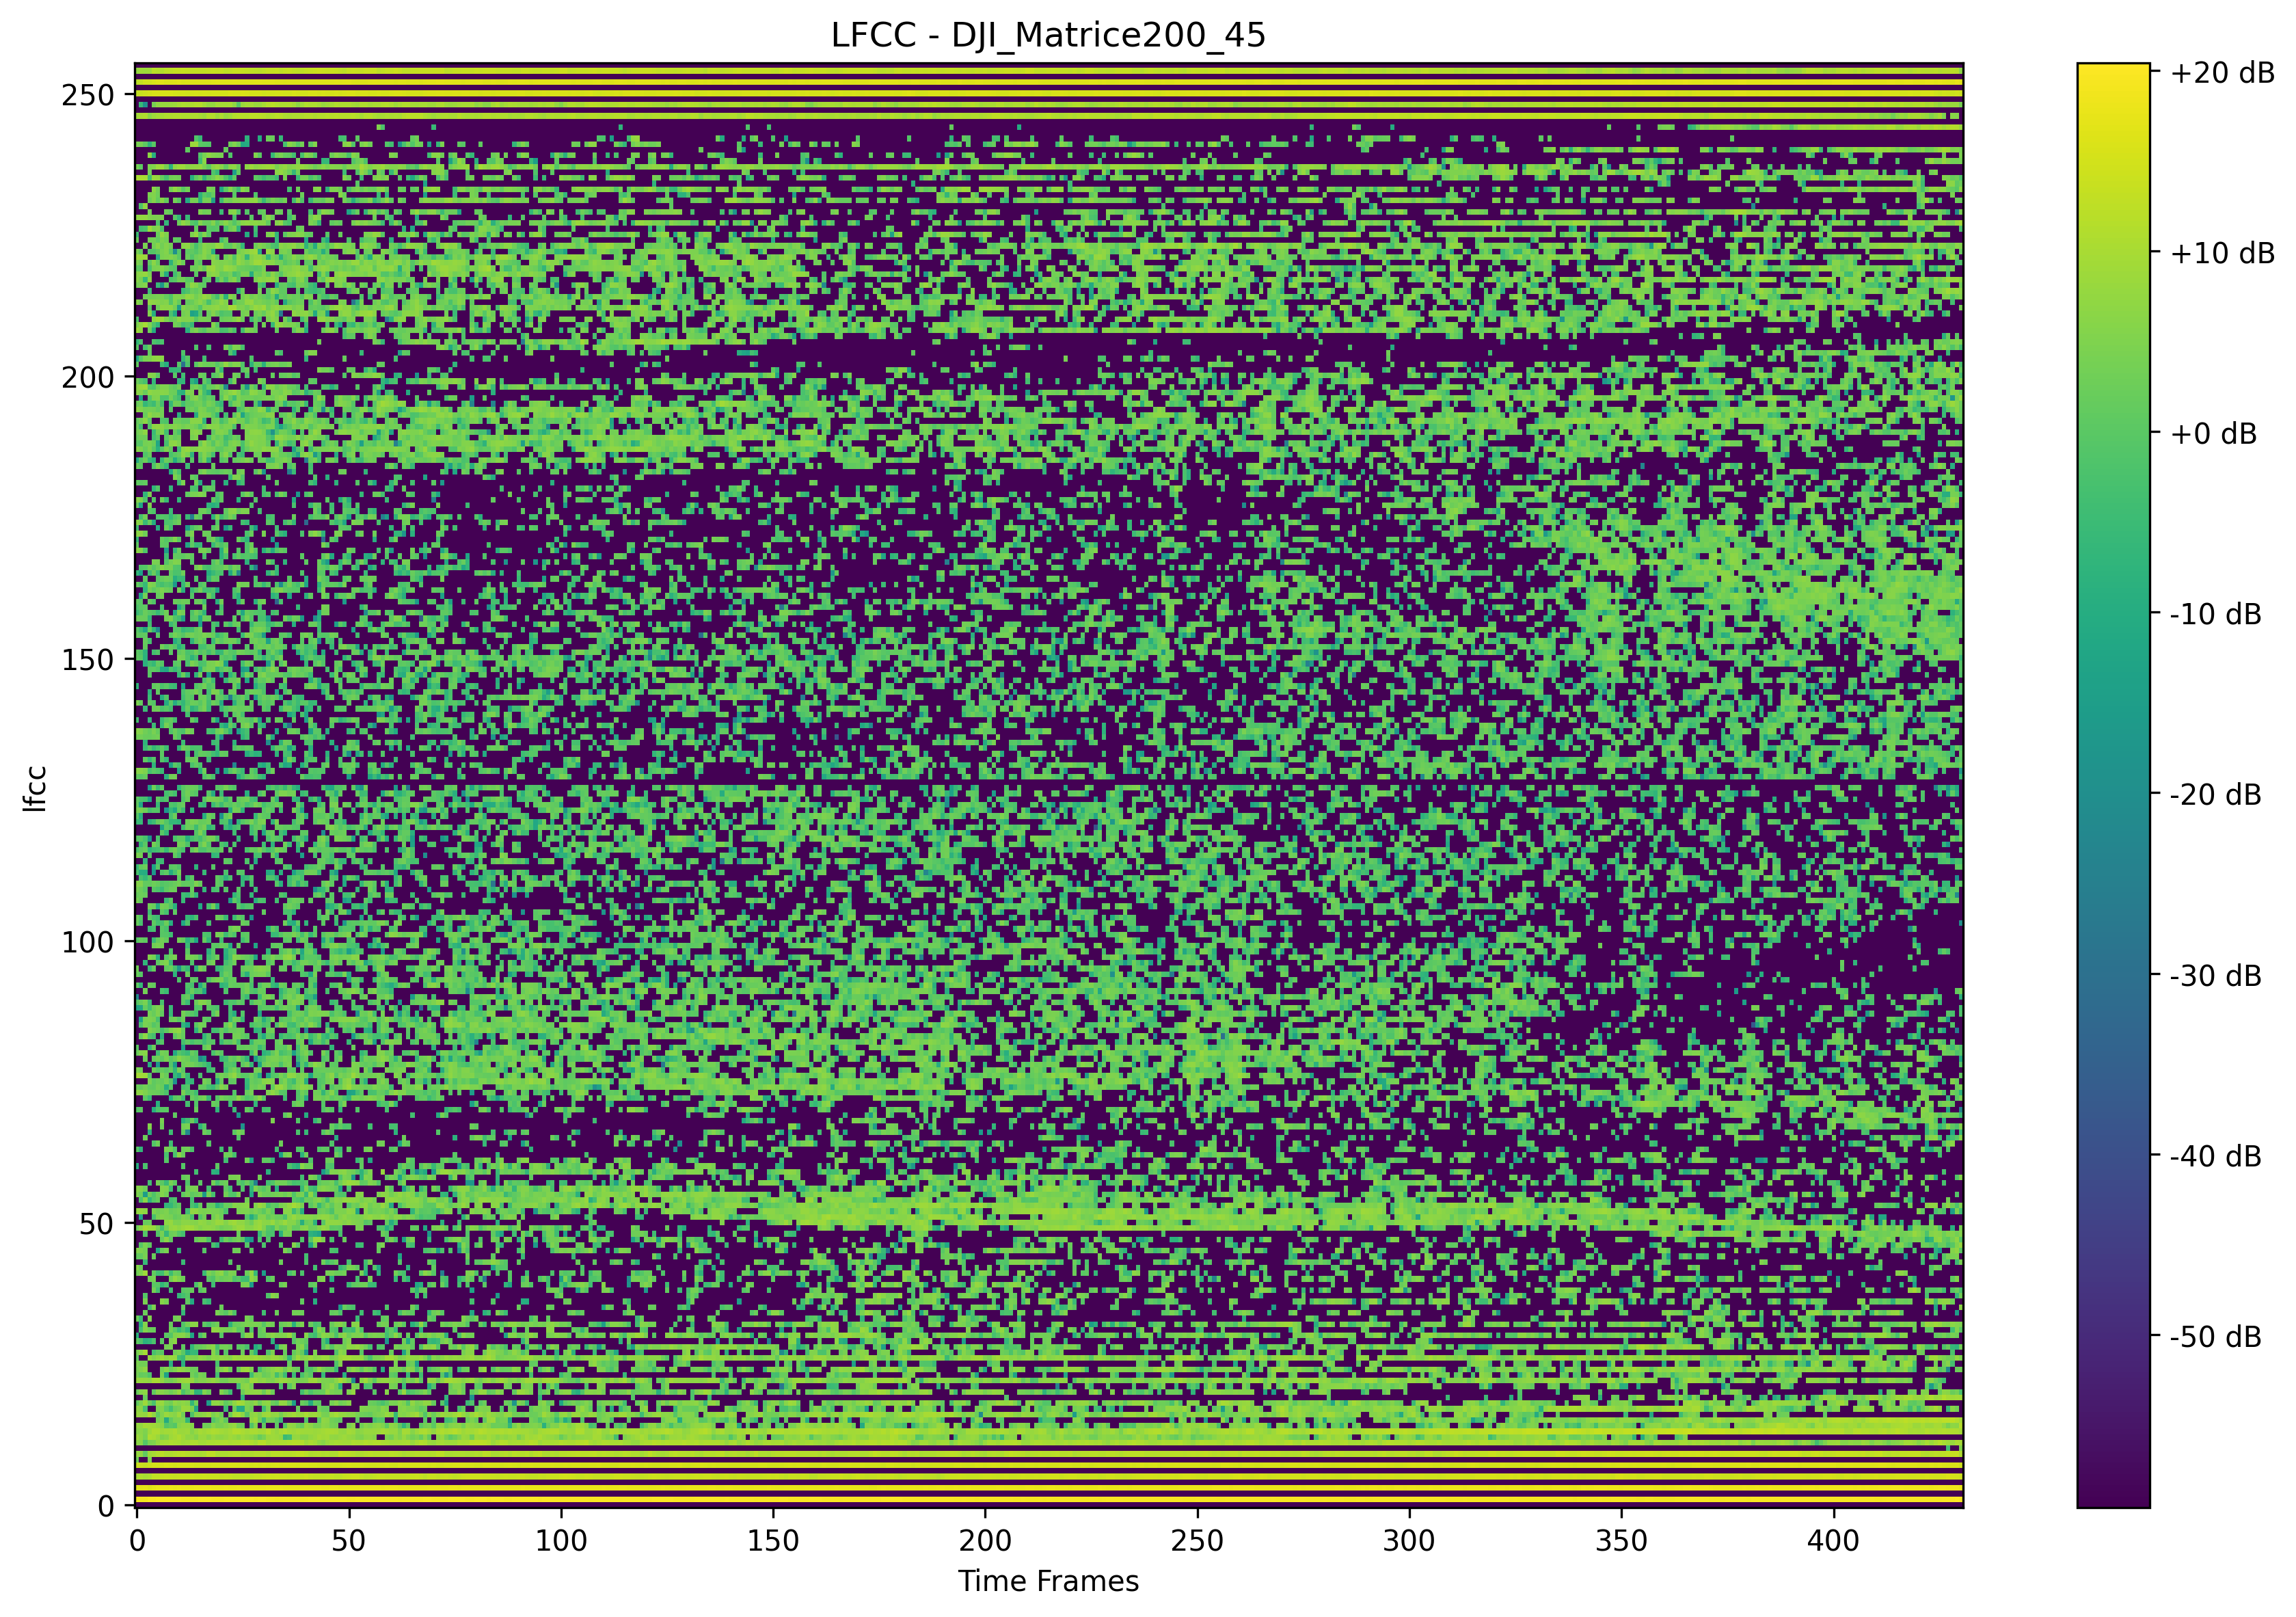 LFCC - DJI_Matrice200_45
lfcc
250
200
150
100
50
0
0 50 100 150 200 250 300 350 400
Time Frames
+20 dB
+10 dB
+0 dB
-10 dB
-20 dB
-30 dB
-40 dB
-50 dB